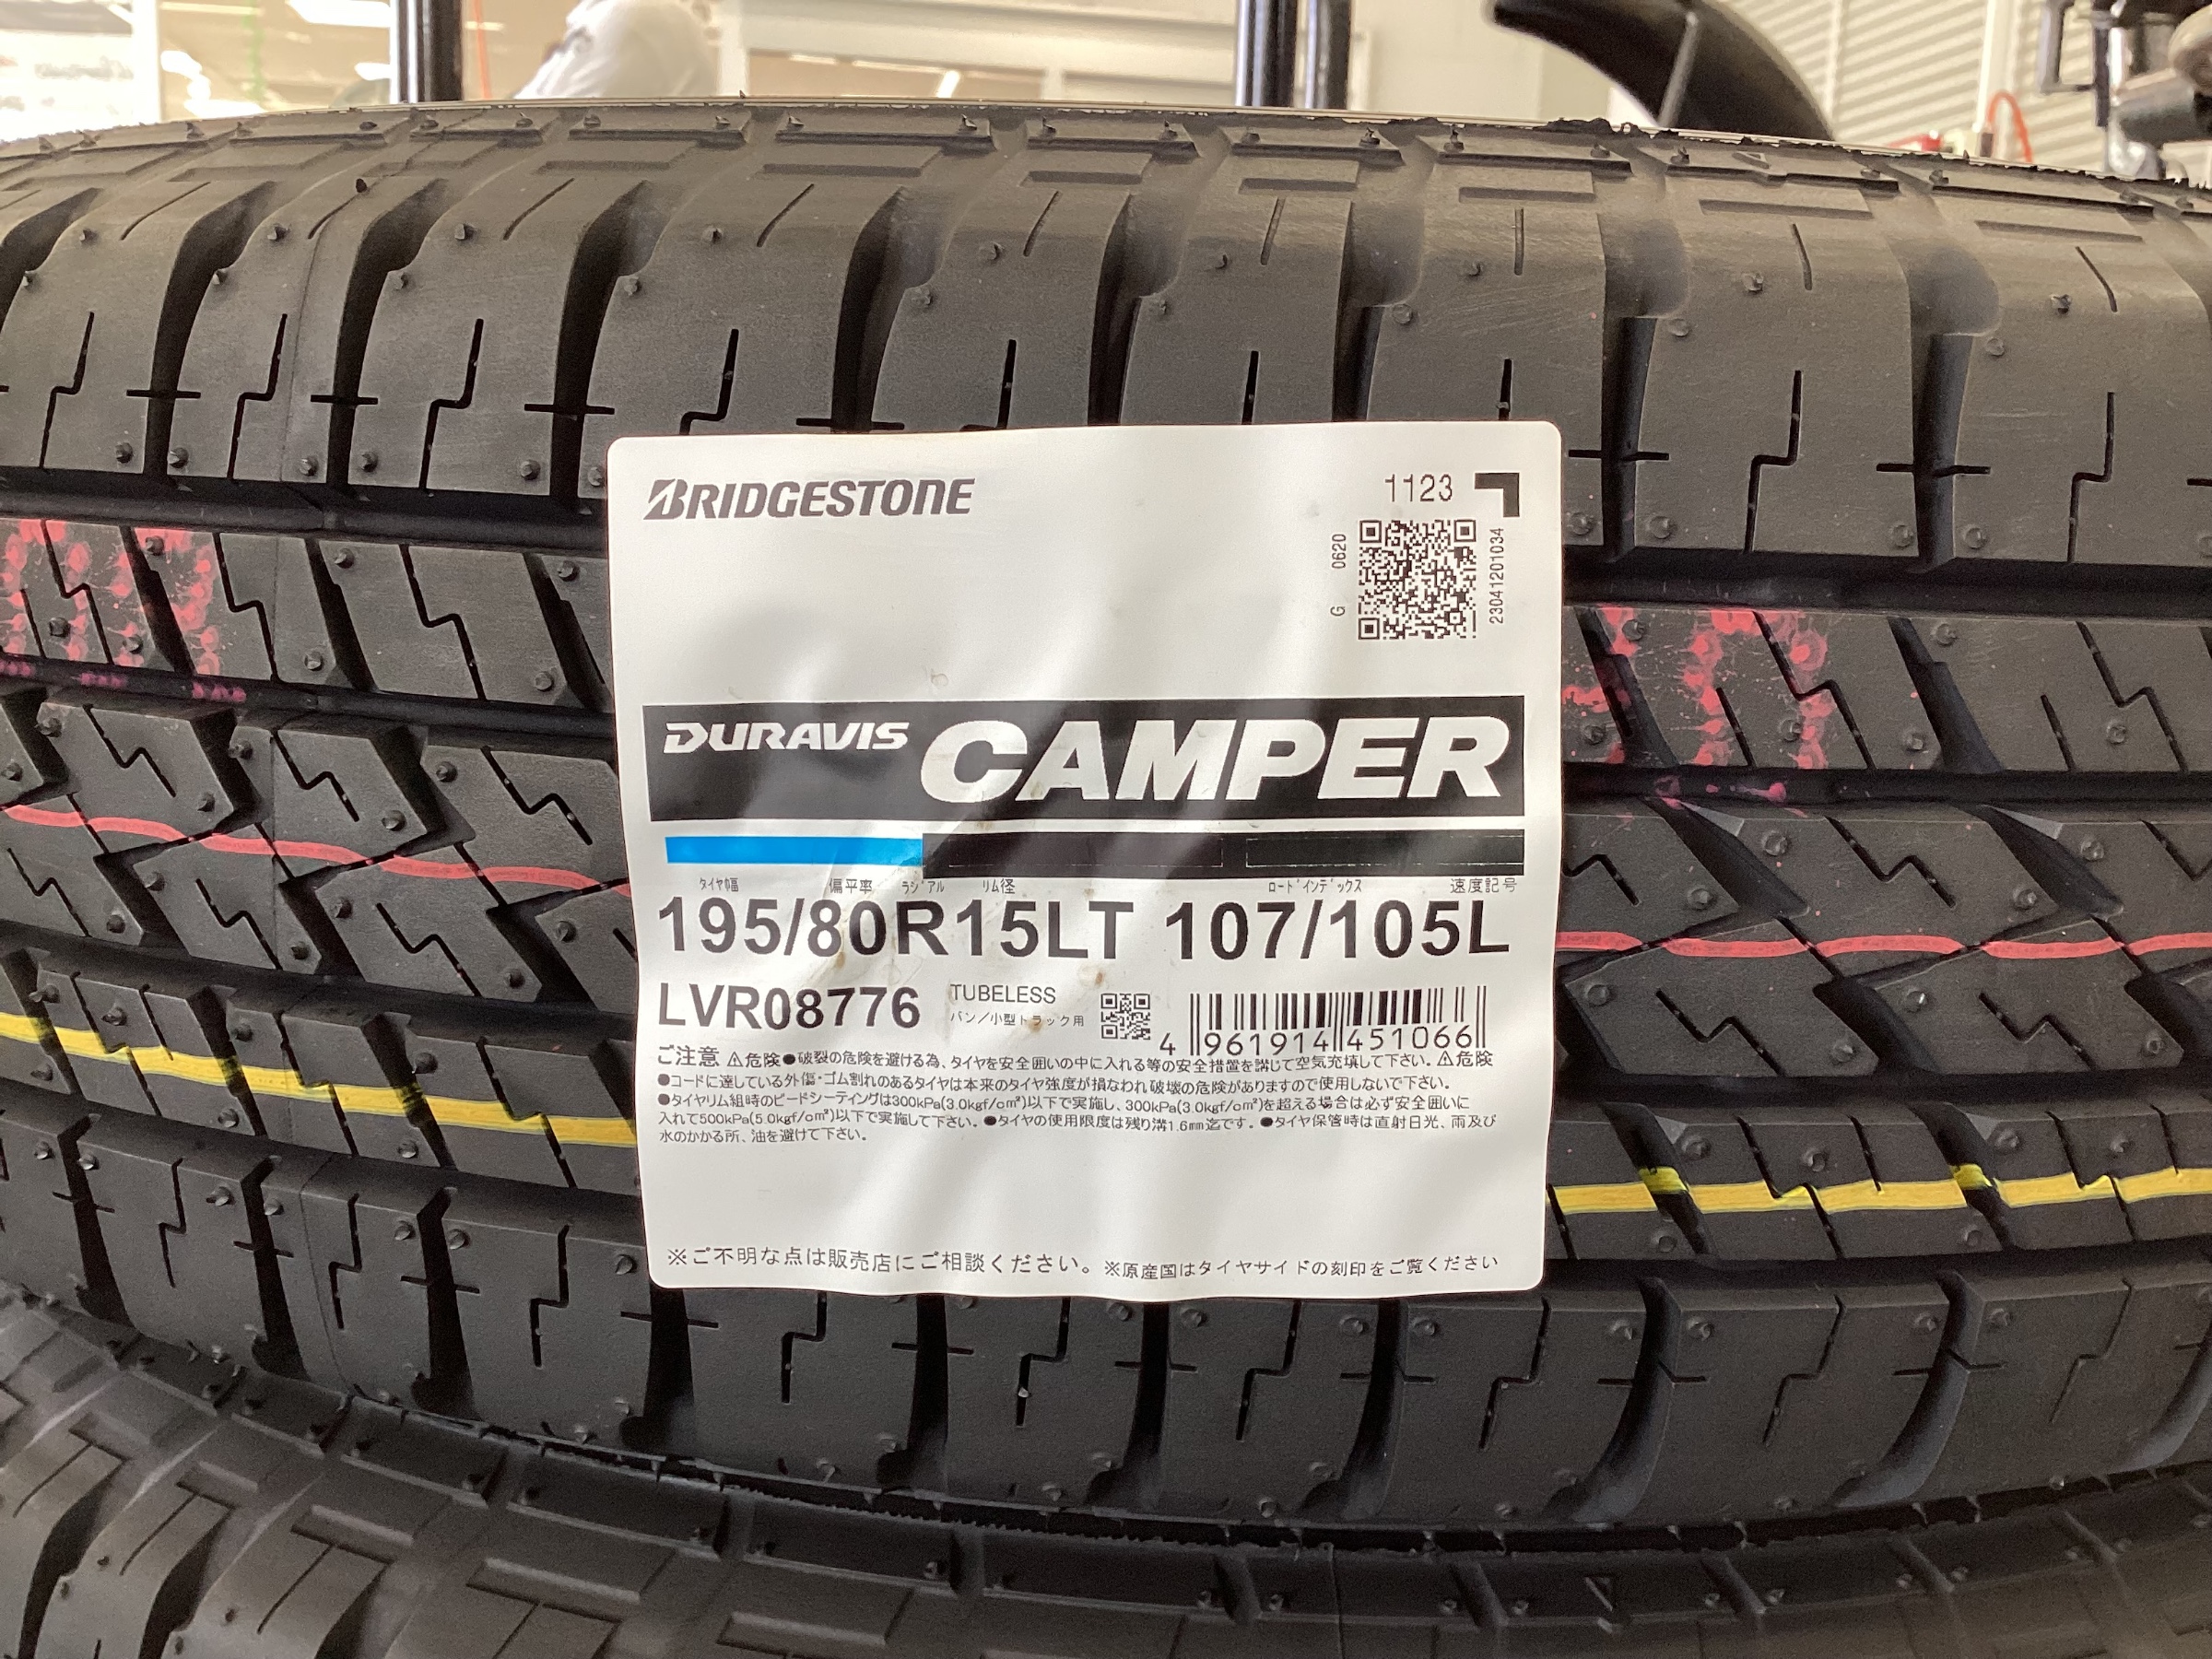 BRIDGESTONE
1123
G 0620
2304120​1034
DURAVIS CAMPER
タイヤ幅 偏平率 ラジアル リム径 ロードインデックス 速度記号
195/80R15LT 107/105L
LVR08776 TUBELESS
バン/小型トラック用
4 961914 451066
ご注意 ⚠危険●破裂の危険を避ける為、タイヤを安全囲いの中に入れる等の安全措置を講じて空気充填して下さい。⚠危険
●コードに達している外傷・ゴム割れのあるタイヤは本来のタイヤ強度が損なわれ破壊の危険がありますので使用しないで下さい。
●タイヤリム組時のビードシーティングは300kPa(3.0kgf/cm²)以下で実施し、300kPa(3.0kgf/cm²)を超える場合は必ず安全囲いに
入れて500kPa(5.0kgf/cm²)以下で実施して下さい。●タイヤの使用限度は残り溝1.6mm迄です。●タイヤ保管時は直射日光、雨及び
水のかかる所、油を避けて下さい。
※ご不明な点は販売店にご相談ください。※原産国はタイヤサイドの刻印をご覧ください